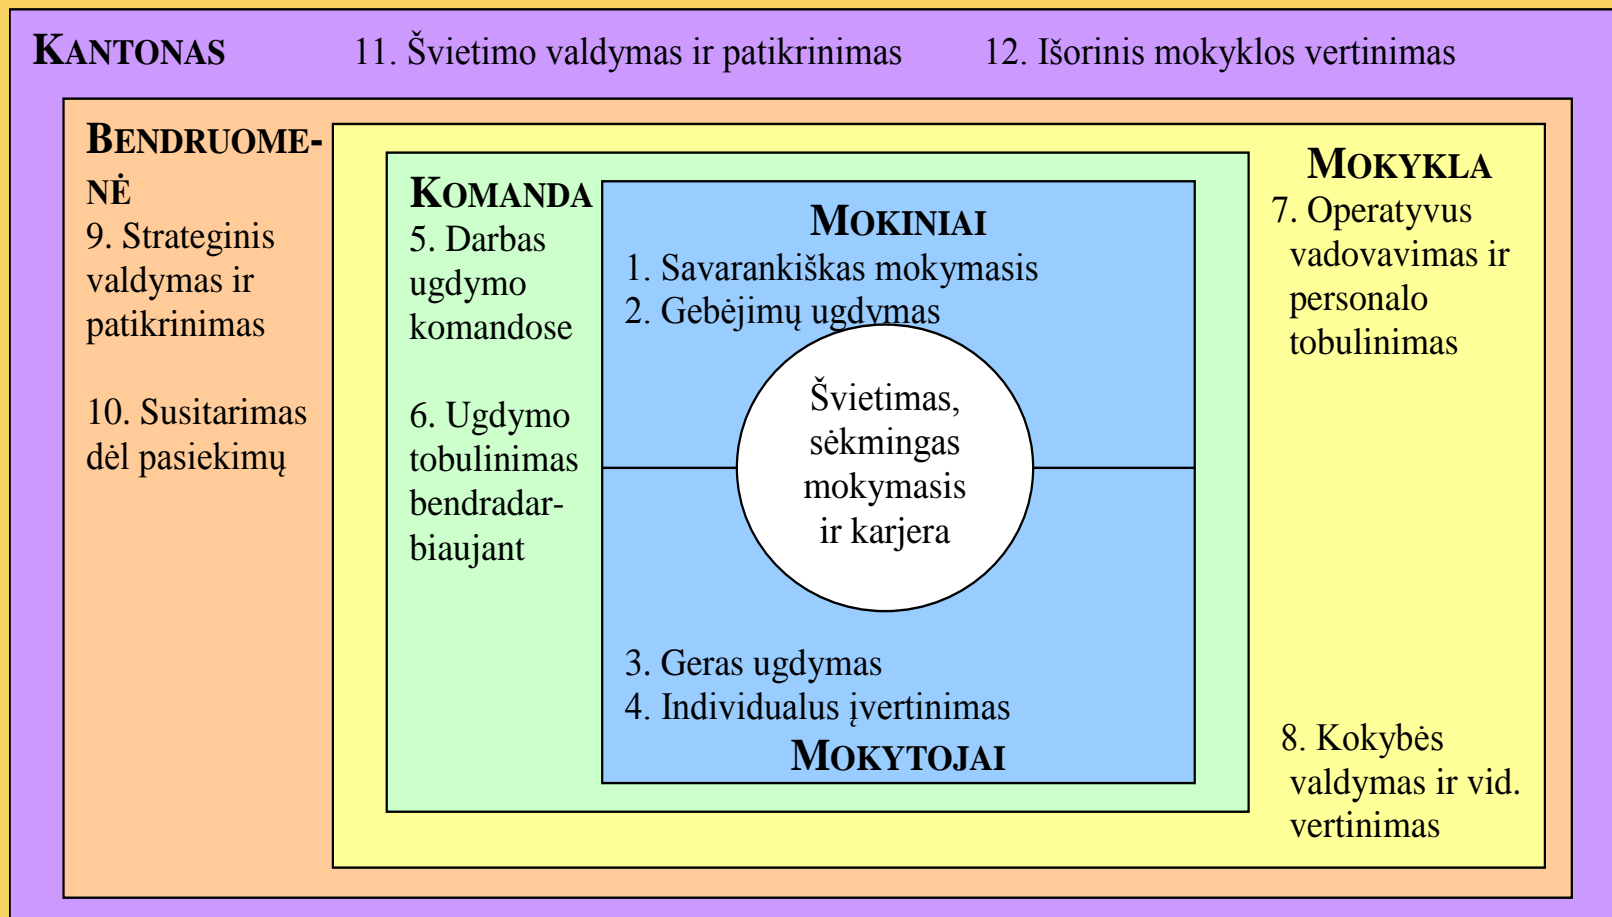 KANTONAS
11. Švietimo valdymas ir patikrinimas
12. Išorinis mokyklos vertinimas
BENDRUOME-
NĖ
9. Strateginis
valdymas ir
patikrinimas
10. Susitarimas
dėl pasiekimų
KOMANDA
5. Darbas
ugdymo
komandose
6. Ugdymo
tobulinimas
bendradar-
biaujant
MOKINIAI
1. Savarankiškas mokymasis
2. Gebėjimų ugdymas
Švietimas,
sėkmingas
mokymasis
ir karjera
3. Geras ugdymas
4. Individualus įvertinimas
MOKYTOJAI
MOKYKLA
7. Operatyvus
vadovavimas ir
personalo
tobulinimas
8. Kokybės
valdymas ir vid.
vertinimas